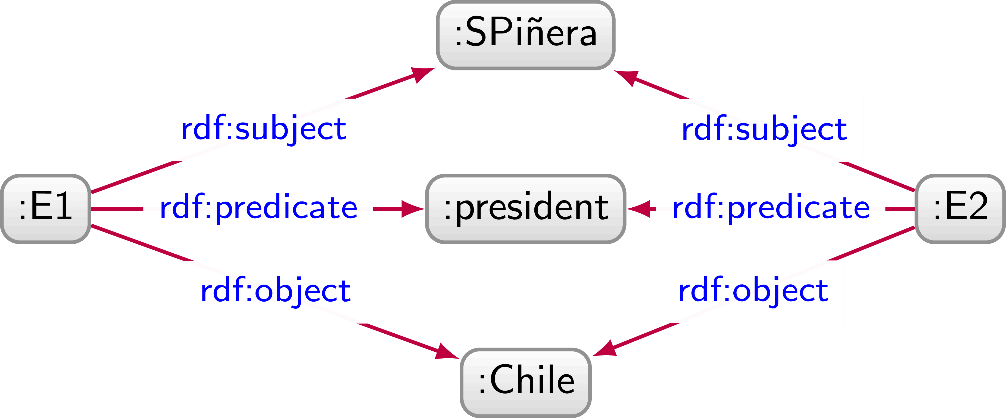 :SPiñera
rdf:subject
rdf:subject
:E1
rdf:predicate
:president
rdf:predicate
:E2
rdf:object
rdf:object
:Chile